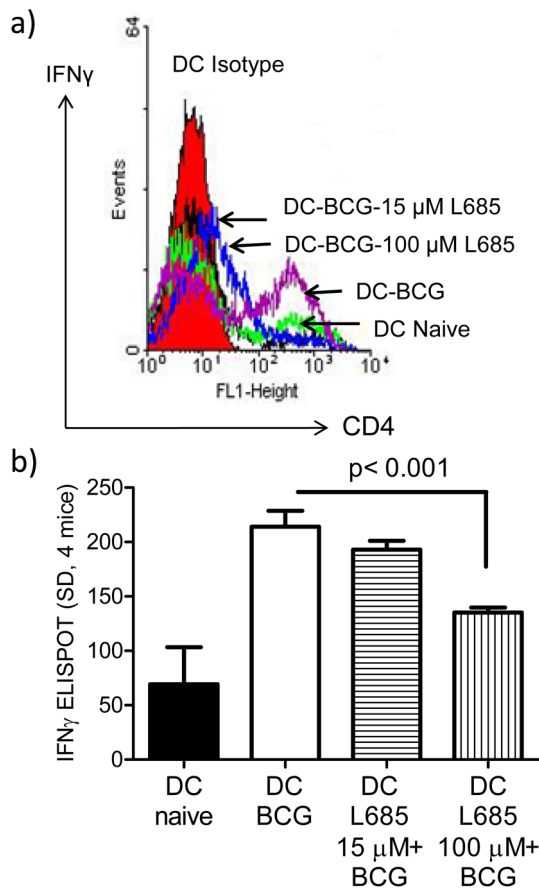 a)
IFNγ
64
DC Isotype
Events
DC-BCG-15 µM L685
DC-BCG-100 µM L685
DC-BCG
DC Naive
0
10⁰ 10¹ 10² 10³ 10⁴
FL1-Height
CD4
b)
p< 0.001
IFNγ ELISPOT (SD, 4 mice)
250
200
150
100
50
0
DC naive
DC BCG
DC L685 15 µM+ BCG
DC L685 100 µM+ BCG